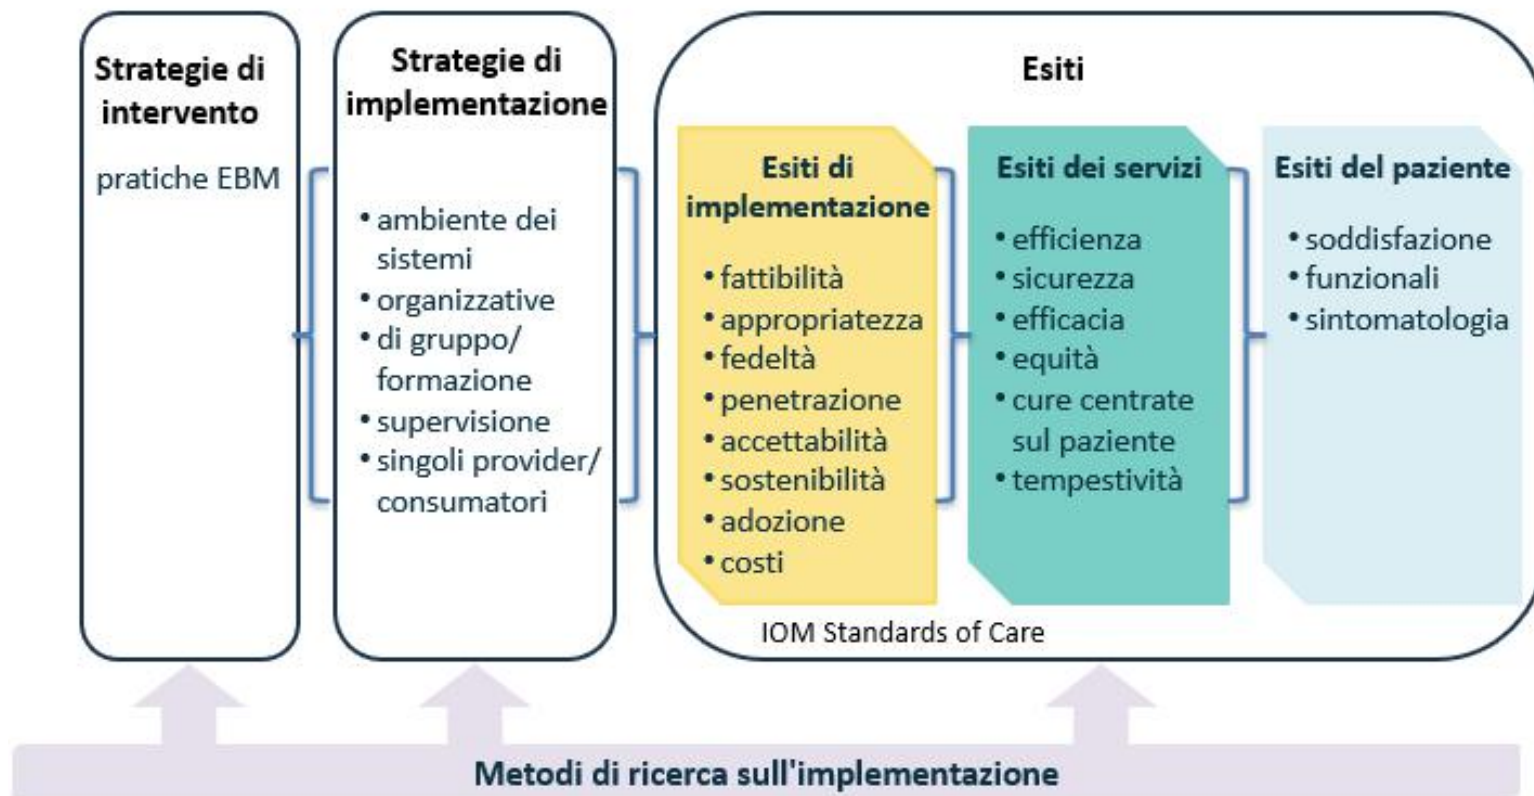 Strategie di
intervento
pratiche EBM
Strategie di
implementazione
• ambiente dei
sistemi
• organizzative
• di gruppo/
formazione
• supervisione
• singoli provider/
consumatori
Esiti
Esiti di
implementazione
• fattibilità
• appropriatezza
• fedeltà
• penetrazione
• accettabilità
• sostenibilità
• adozione
• costi
Esiti dei servizi
• efficienza
• sicurezza
• efficacia
• equità
• cure centrate
sul paziente
• tempestività
Esiti del paziente
• soddisfazione
• funzionali
• sintomatologia
IOM Standards of Care
Metodi di ricerca sull'implementazione